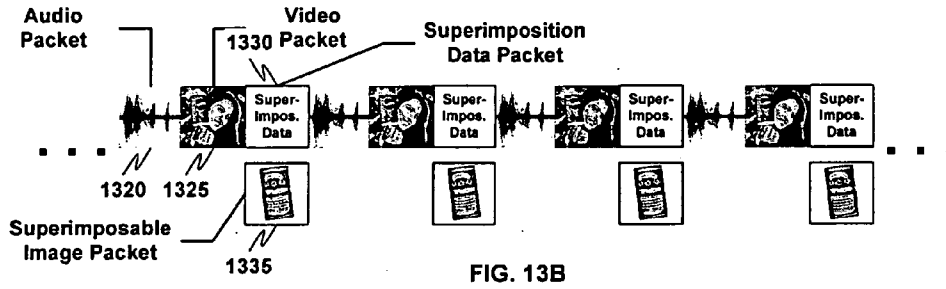 Audio
Packet
Video
Packet
1330
Superimposition
Data Packet
Super-
Impos.
Data
Super-
Impos.
Data
Super-
Impos.
Data
Super-
Impos.
Data
1320
1325
Superimposable
Image Packet
1335
FIG. 13B